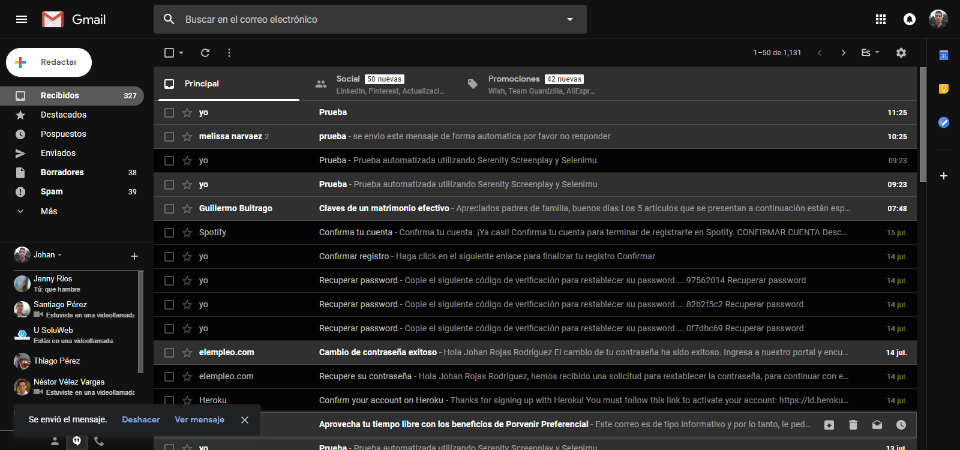 Gmail
Buscar en el correo electrónico
Redactar
1–50 de 1,131
Es
Recibidos 327
Destacados
Pospuestos
Enviados
Borradores 38
Spam 39
Más
Johan
Jenny Ríos
Tú: que hambre
Santiago Pérez
Estuviste en una videollamada
U SoluWeb
Estás en una videollamada.
Thiago Pérez
Néstor Vélez Vargas
Estuviste en una videollamada
Principal
Social 50 nuevas
LinkedIn, Pinterest, Actualizaci...
Promociones 42 nuevas
Wish, Team Guardzilla, AliExpr...
yo Prueba 11:25
melissa narvaez 2 prueba - se envio este mensaje de forma automatica por favor no responder 10:25
yo Prueba - Prueba automatizada utilizando Serenity Screenplay y Selenimu 09:23
yo Prueba - Prueba automatizada utilizando Serenity Screenplay y Selenimu 09:23
Guillermo Buitrago Claves de un matrimonio efectivo - Apreciados padres de familia, buenos días Los 5 artículos que se presentan a continuación están esp... 07:48
Spotify Confirma tu cuenta - Confirma tu cuenta. ¡Ya casi! Confirma tu cuenta para terminar de registrarte en Spotify. CONFIRMAR CUENTA Desc... 15 jul.
yo Confirmar registro - Haga click en el siguiente enlace para finalizar tu registro Confirmar 14 jul.
yo Recuperar password - Copie el siguiente código de verificación para restablecer su password ... 97562014 Recuperar password 14 jul.
yo Recuperar password - Copie el siguiente código de verificación para restablecer su password ... 82b2f5c2 Recuperar password 14 jul.
yo Recuperar password - Copie el siguiente código de verificación para restablecer su password ... 0f7dbc69 Recuperar password 14 jul.
elempleo.com Cambio de contraseña exitoso - Hola Johan Rojas Rodríguez El cambio de tu contraseña ha sido exitoso. Ingresa a nuestro portal y encu... 14 jul.
elempleo.com Recupere su contraseña - Hola Johan Rojas Rodríguez, hemos recibido una solicitud para restablecer la contraseña, para continuar con e... 14 jul.
Heroku Confirm your account on Heroku - Thanks for signing up with Heroku! You must follow this link to activate your account: https://id.heroku... 14 jul.
Aprovecha tu tiempo libre con los beneficios de Porvenir Preferencial - Este correo es de tipo informativo y por lo tanto, le ped...
yo Prueba - Prueba automatizada utilizando Serenity Screenplay y Selenimu 13 jul.
Se envió el mensaje. Deshacer Ver mensaje